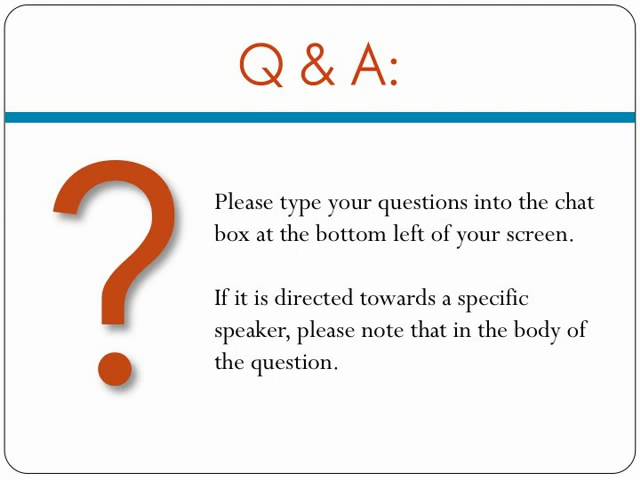 Q & A:
?
Please type your questions into the chat
box at the bottom left of your screen.
If it is directed towards a specific
speaker, please note that in the body of
the question.